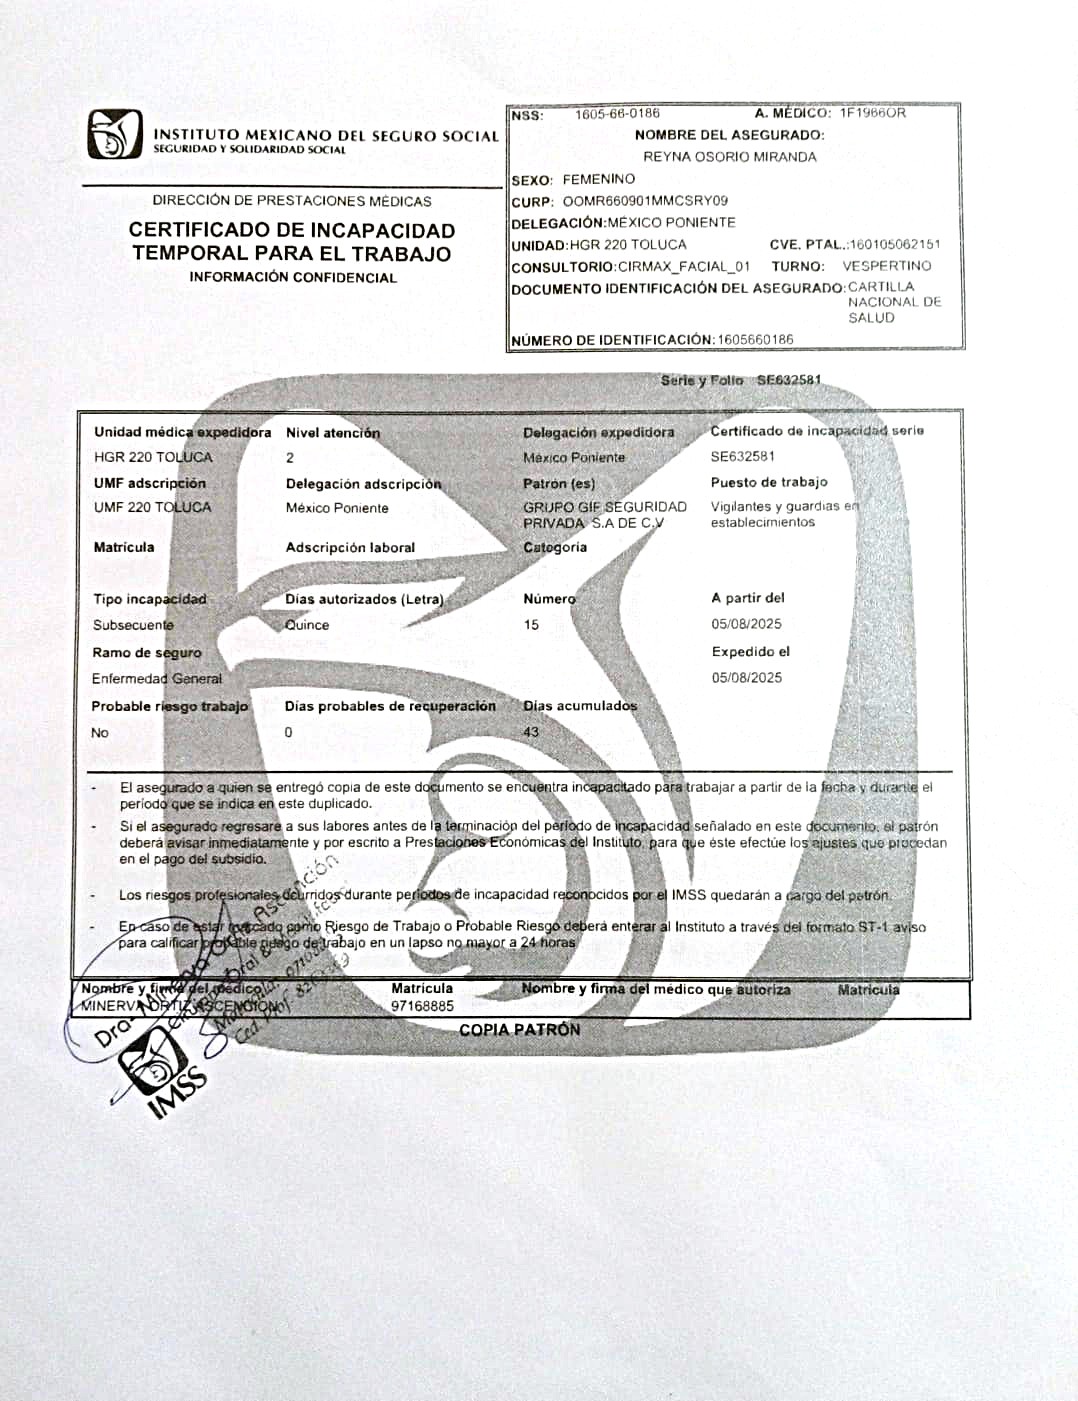 INSTITUTO MEXICANO DEL SEGURO SOCIAL
SEGURIDAD Y SOLIDARIDAD SOCIAL
DIRECCIÓN DE PRESTACIONES MÉDICAS
CERTIFICADO DE INCAPACIDAD
TEMPORAL PARA EL TRABAJO
INFORMACIÓN CONFIDENCIAL
NSS: 1605-66-0186 A. MÉDICO: 1F1966OR
NOMBRE DEL ASEGURADO:
REYNA OSORIO MIRANDA
SEXO: FEMENINO
CURP: OOMR660901MMCSRY09
DELEGACIÓN:MÉXICO PONIENTE
UNIDAD:HGR 220 TOLUCA CVE. PTAL.:160105062151
CONSULTORIO:CIRMAX_FACIAL_01 TURNO: VESPERTINO
DOCUMENTO IDENTIFICACIÓN DEL ASEGURADO:CARTILLA
NACIONAL DE
SALUD
NÚMERO DE IDENTIFICACIÓN:1605660186
Serie y Folio SE632581
Unidad médica expedidora Nivel atención Delegación expedidora Certificado de incapacidad serie
HGR 220 TOLUCA 2 México Poniente SE632581
UMF adscripción Delegación adscripción Patrón (es) Puesto de trabajo
UMF 220 TOLUCA México Poniente GRUPO GIF SEGURIDAD Vigilantes y guardias en
PRIVADA S.A DE C.V establecimientos
Matrícula Adscripción laboral Categoría
Tipo incapacidad Días autorizados (Letra) Número A partir del
Subsecuente Quince 15 05/08/2025
Ramo de seguro Expedido el
Enfermedad General 05/08/2025
Probable riesgo trabajo Días probables de recuperación Días acumulados
No 0 43
- El asegurado a quien se entregó copia de este documento se encuentra incapacitado para trabajar a partir de la fecha y durante el
período que se indica en este duplicado.
- Si el asegurado regresare a sus labores antes de la terminación del período de incapacidad señalado en este documento, el patrón
deberá avisar inmediatamente y por escrito a Prestaciones Económicas del Instituto, para que éste efectúe los ajustes que procedan
en el pago del subsidio.
- Los riesgos profesionales ocurridos durante períodos de incapacidad reconocidos por el IMSS quedarán a cargo del patrón.
- En caso de estar marcado como Riesgo de Trabajo o Probable Riesgo deberá enterar al Instituto a través del formato ST-1 aviso
para calificar probable riesgo de trabajo en un lapso no mayor a 24 horas
Nombre y firma del médico Matrícula Nombre y firma del médico que autoriza Matrícula
MINERVA ORTIZ ASCENCION 97168885
COPIA PATRÓN
Dra. Minerva Ortiz Ascención
IMSS